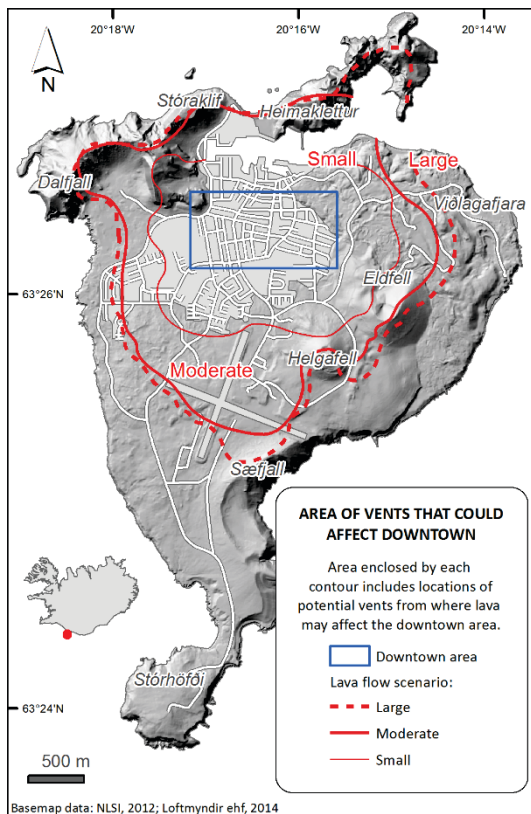 20°18'W
20°16'W
20°14'W
N
Stóraklif
Heimaklettur
Small
Large
Dalfjall
Viðlagafjara
Eldfell
63°26'N
Helgafell
Moderate
Sæfjall
AREA OF VENTS THAT COULD
AFFECT DOWNTOWN
Area enclosed by each
contour includes locations of
potential vents from where lava
may affect the downtown area.
Downtown area
Lava flow scenario:
Large
Moderate
Small
Stórhöfði
63°24'N
500 m
Basemap data: NLSI, 2012; Loftmyndir ehf, 2014